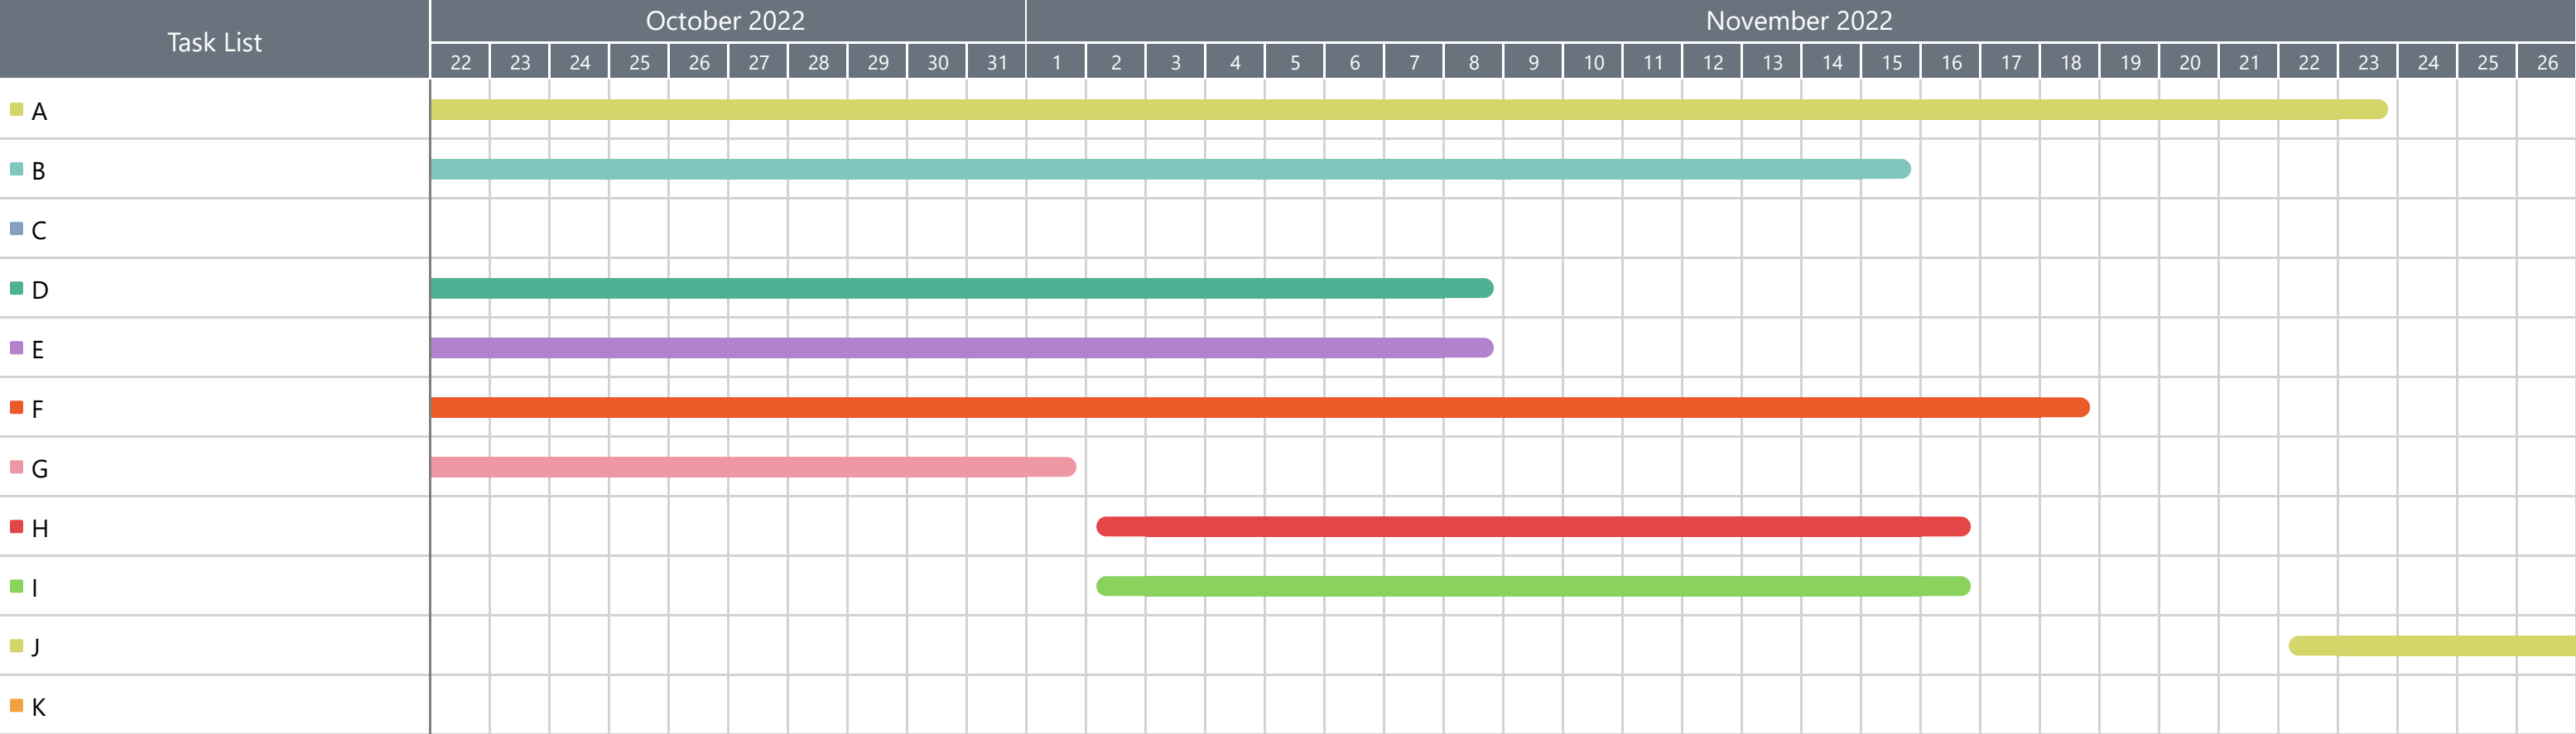 Task List
October 2022
November 2022
22 23 24 25 26 27 28 29 30 31 1 2 3 4 5 6 7 8 9 10 11 12 13 14 15 16 17 18 19 20 21 22 23 24 25 26
A
B
C
D
E
F
G
H
I
J
K